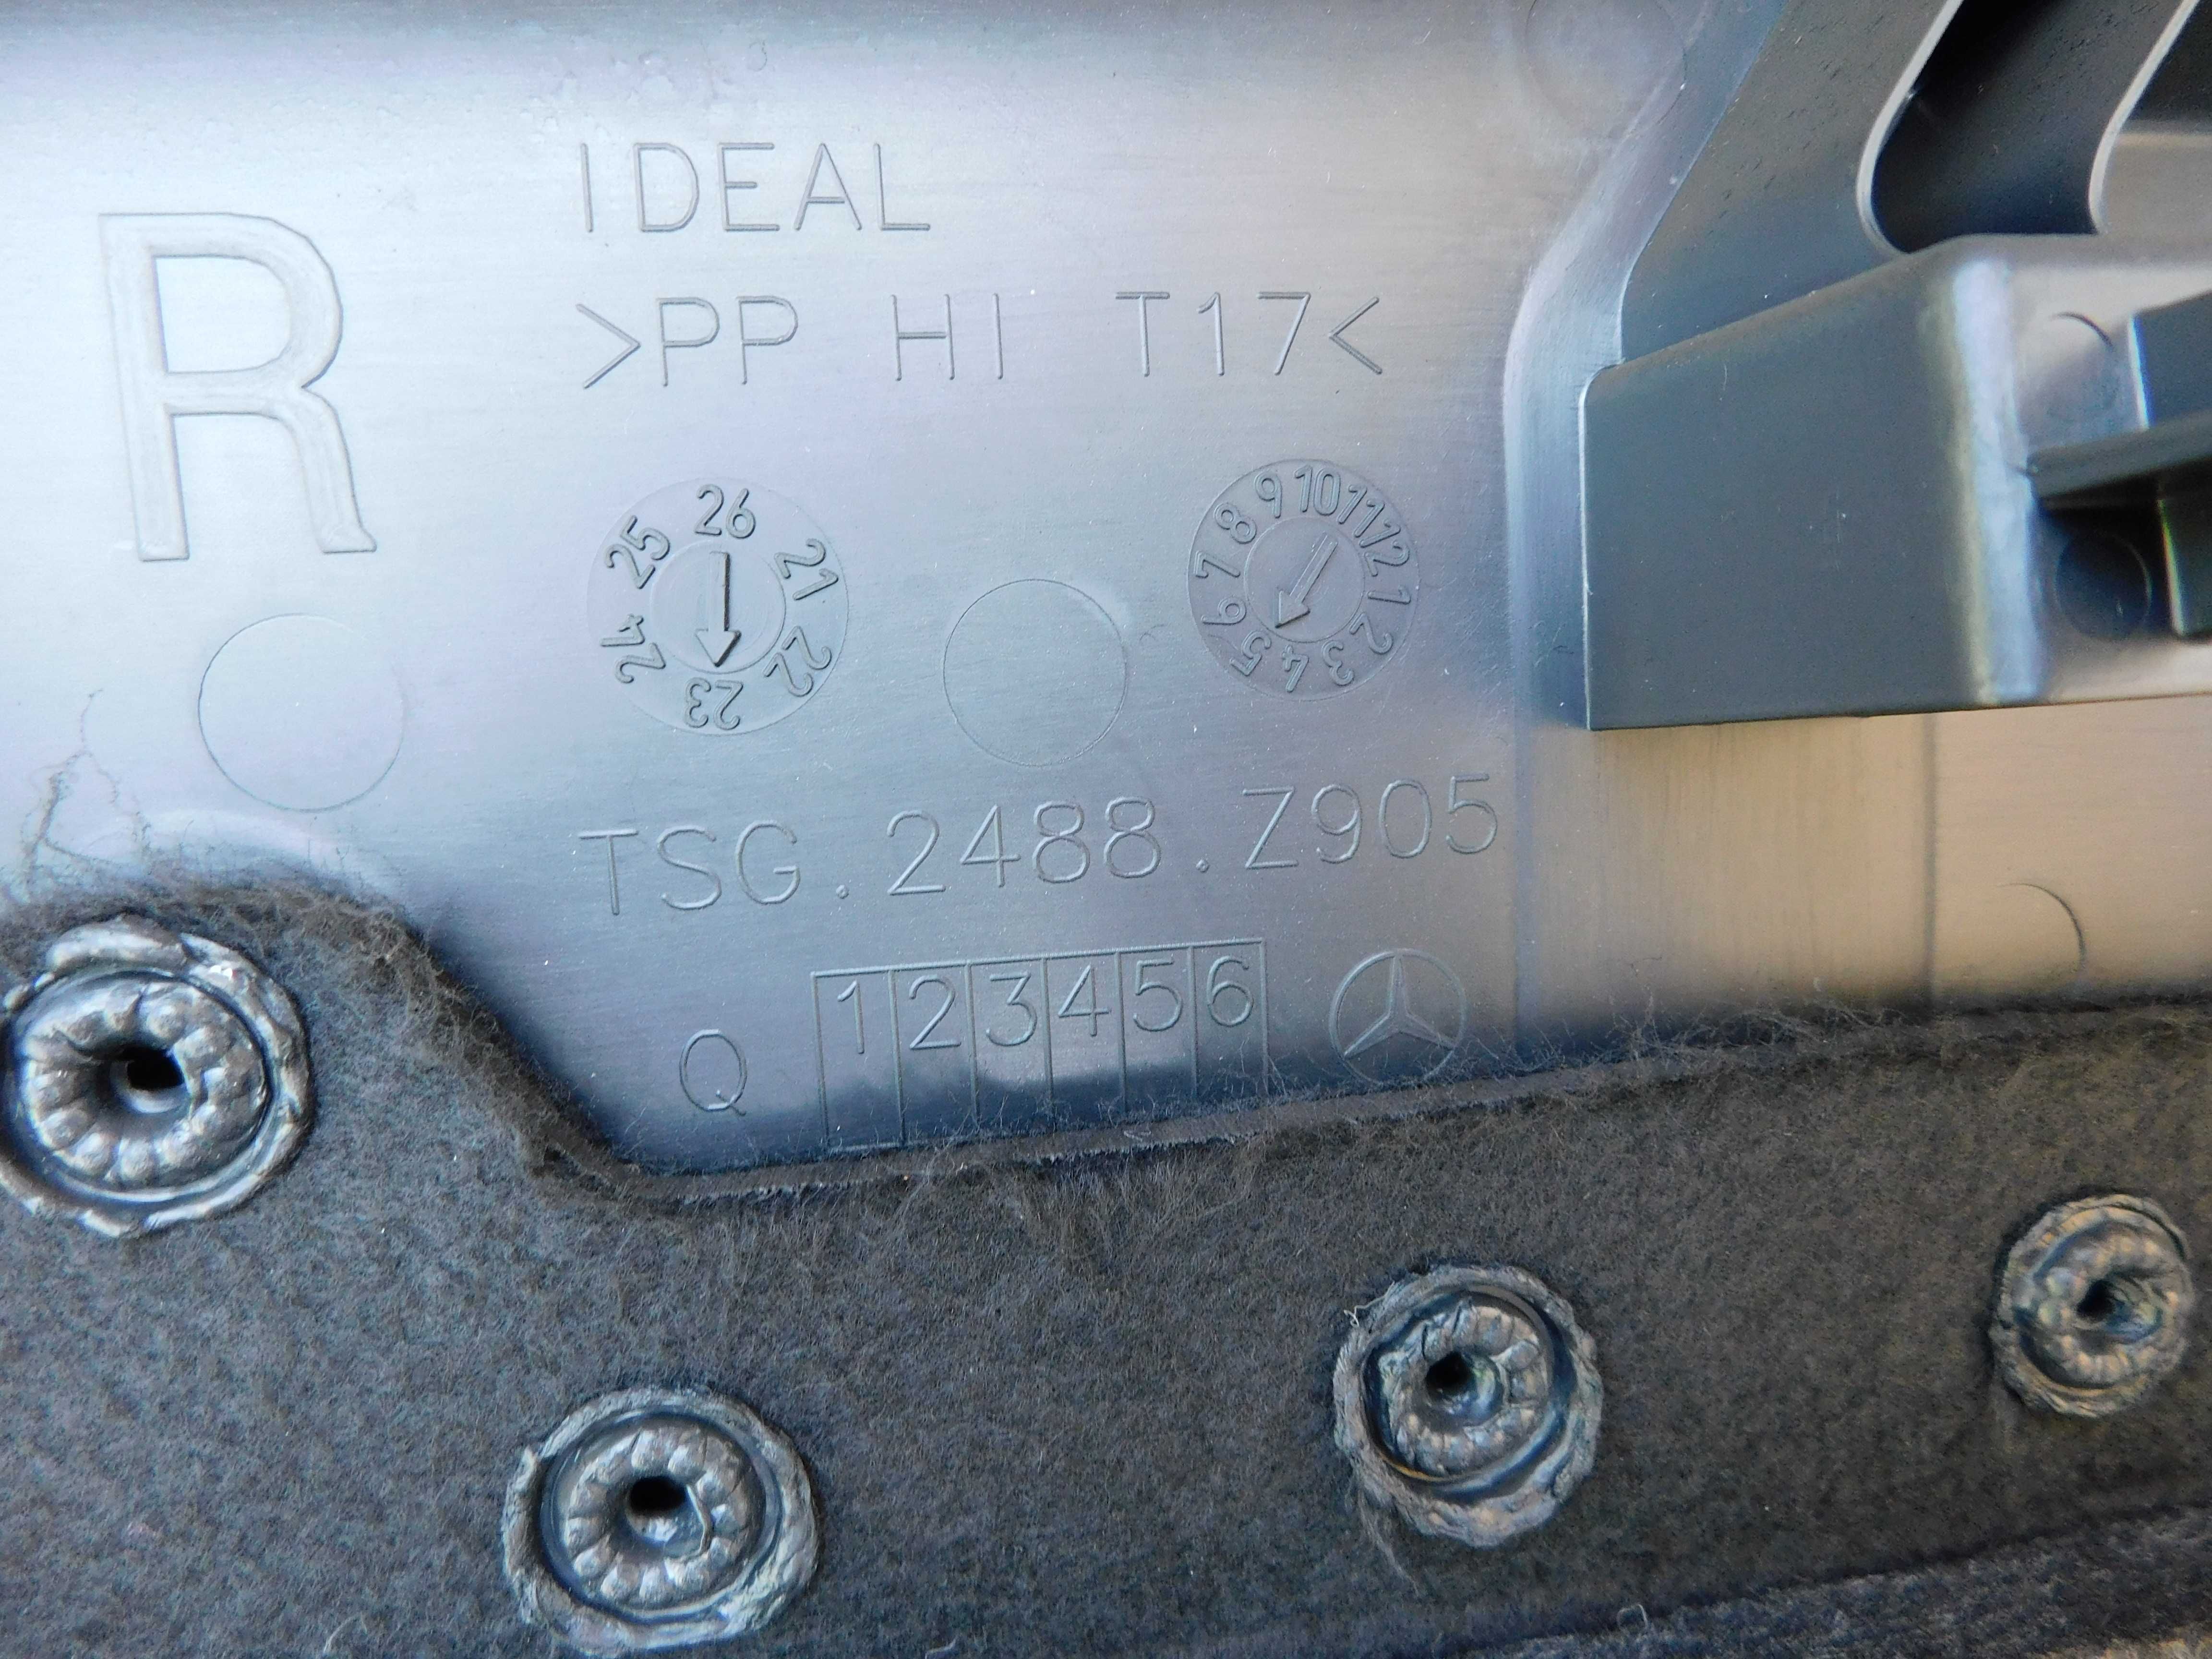 R
IDEAL
>PP HI T17<
26 21 22 23 24 25
1 2 3 4 5 6 7 8 9 10 11 12
TSG.2488.Z905
Q 1 2 3 4 5 6